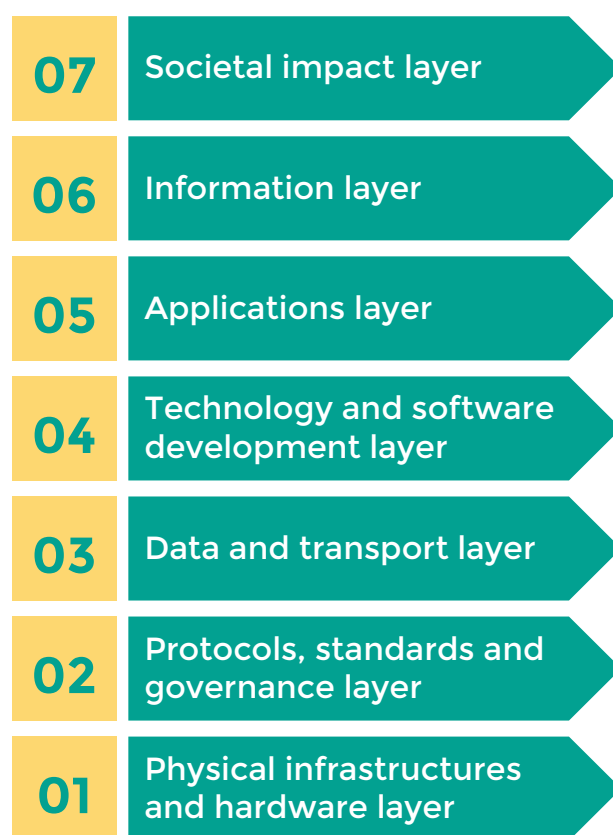 07
Societal impact layer
06
Information layer
05
Applications layer
04
Technology and software
development layer
03
Data and transport layer
02
Protocols, standards and
governance layer
01
Physical infrastructures
and hardware layer